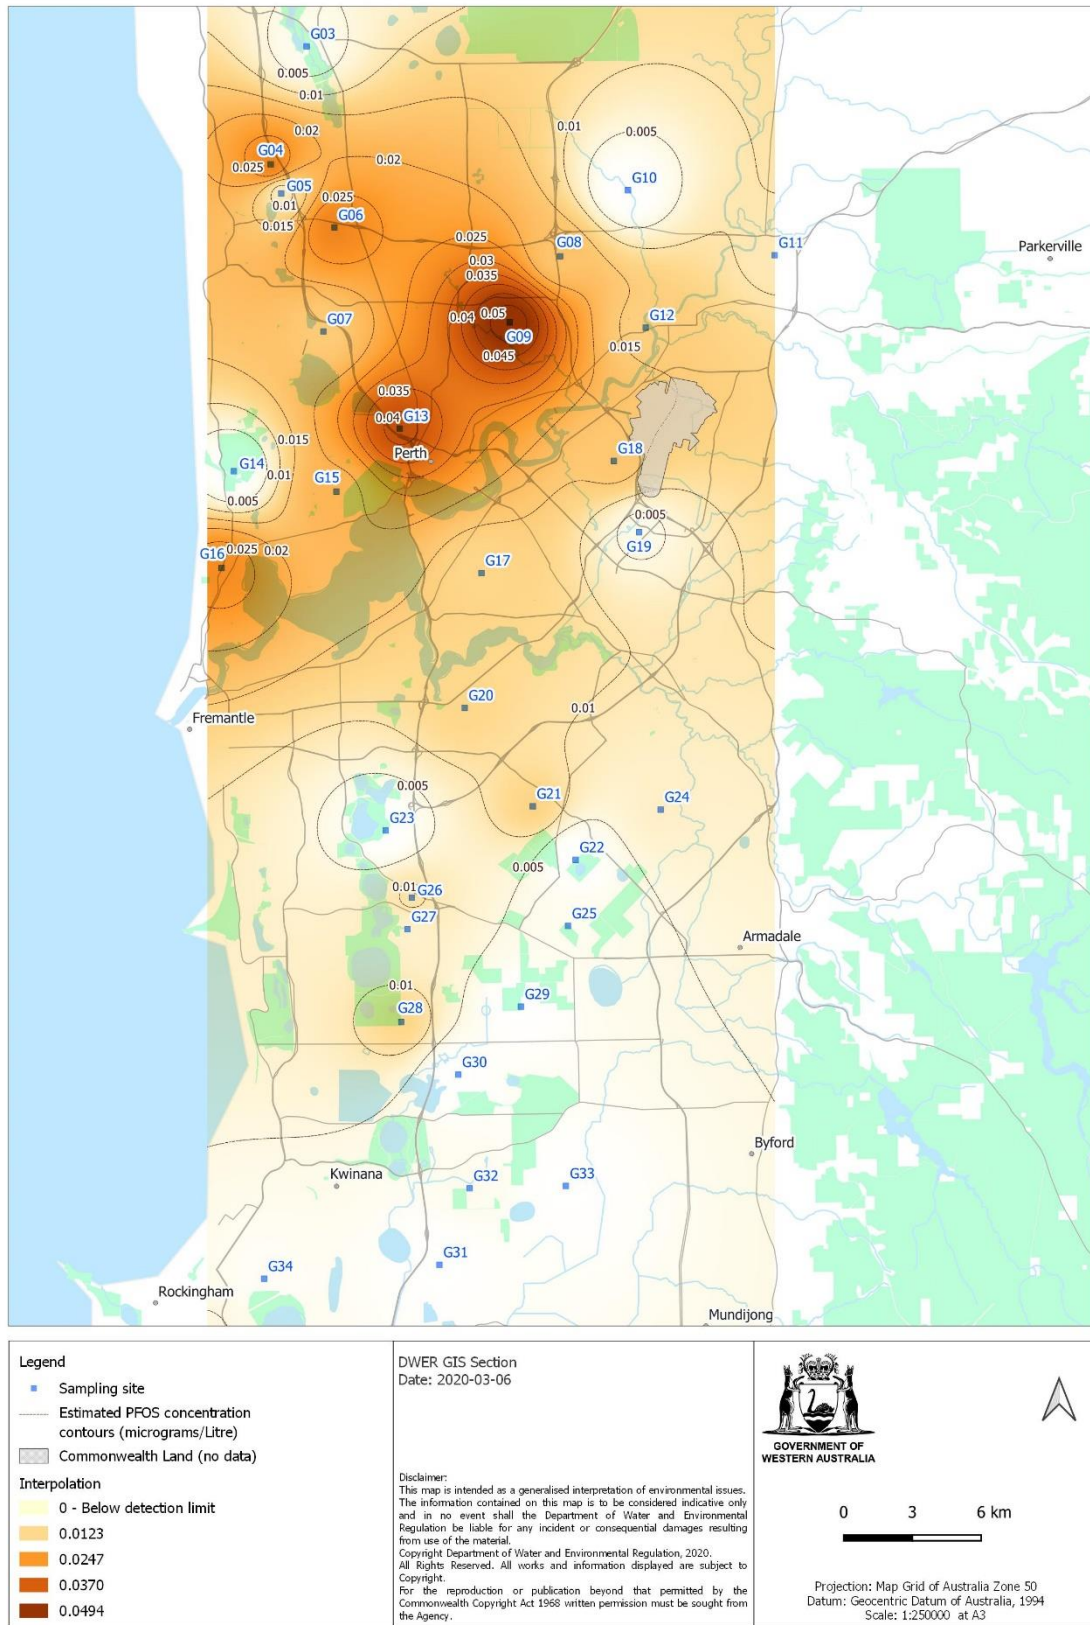 G03
0.005
0.01
0.02
G04
0.025
0.02
G05
0.01
0.015
0.025
G06
0.01
0.005
G10
0.025
G08
G11
Parkerville
0.03
0.035
0.04
0.05
G09
0.045
G07
G12
0.015
0.035
0.04
G13
Perth
0.015
G14
0.01
0.005
G15
G18
0.005
G19
G16
0.025
0.02
G17
G20
0.01
Fremantle
0.005
G21
G24
G23
G22
0.005
0.01
G26
G27
G25
Armadale
0.01
G28
G29
G30
Byford
Kwinana
G32
G33
G31
G34
Rockingham
Mundijong
Legend
Sampling site
Estimated PFOS concentration
contours (micrograms/Litre)
Commonwealth Land (no data)
Interpolation
0 - Below detection limit
0.0123
0.0247
0.0370
0.0494
DWER GIS Section
Date: 2020-03-06
Disclaimer:
This map is intended as a generalised interpretation of environmental issues.
The information contained on this map is to be considered indicative only
and in no event shall the Department of Water and Environmental
Regulation be liable for any incident or consequential damages resulting
from use of the material.
Copyright Department of Water and Environmental Regulation, 2020.
All Rights Reserved. All works and information displayed are subject to
Copyright.
For the reproduction or publication beyond that permitted by the
Commonwealth Copyright Act 1968 written permission must be sought from
the Agency.
GOVERNMENT OF
WESTERN AUSTRALIA
0 3 6 km
Projection: Map Grid of Australia Zone 50
Datum: Geocentric Datum of Australia, 1994
Scale: 1:250000 at A3